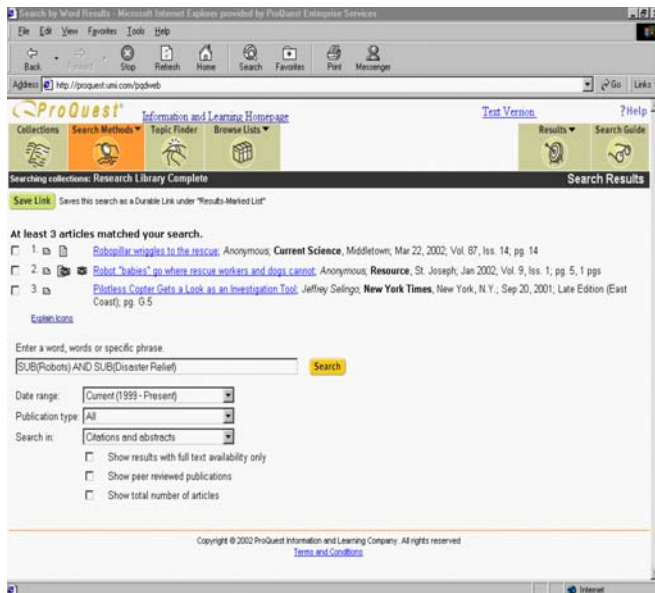 Search by Word Results - Microsoft Internet Explorer provided by ProQuest Enterprise Services
File Edit View Favorites Tools Help
Back Forward Stop Refresh Home Search Favorites Print Messenger
Address http://proquest.umi.com/pqdweb Go Links
ProQuest® Information and Learning Homepage Text Version ?Help
Collections Search Methods Topic Finder Browse Lists Results Search Guide
Searching collections: Research Library Complete Search Results
Save Link Saves this search as a Durable Link under "Results-Marked List"
At least 3 articles matched your search.
1. Robopillar wriggles to the rescue; Anonymous; Current Science, Middletown; Mar 22, 2002; Vol. 87, Iss. 14; pg. 14
2. Robot "babies" go where rescue workers and dogs cannot; Anonymous; Resource, St. Joseph; Jan 2002; Vol. 9, Iss. 1; pg. 5, 1 pgs
3. Pilotless Copter Gets a Look as an Investigation Tool; Jeffrey Selingo; New York Times, New York, N.Y.; Sep 20, 2001; Late Edition (East
Coast); pg. G.5
Explain Icons
Enter a word, words or specific phrase.
SUB(Robots) AND SUB(Disaster Relief) Search
Date range: Current (1999 - Present)
Publication type: All
Search in: Citations and abstracts
Show results with full text availability only
Show peer reviewed publications
Show total number of articles
Copyright © 2002 ProQuest Information and Learning Company. All rights reserved
Terms and Conditions
Internet